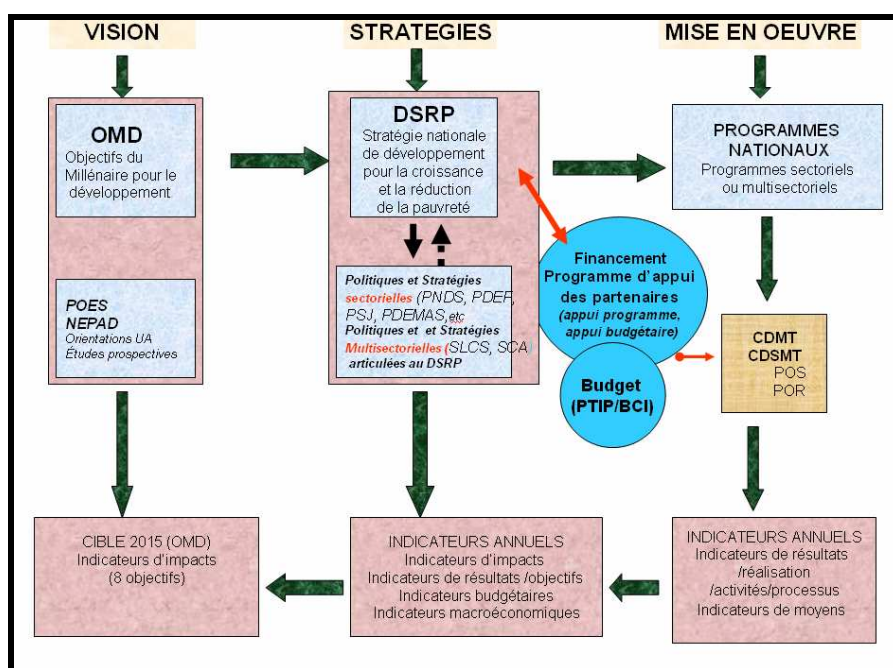 VISION
STRATEGIES
MISE EN OEUVRE
OMD
Objectifs du
Millénaire pour le
développement
POES
NEPAD
Orientations UA
Études prospectives
DSRP
Stratégie nationale
de développement
pour la croissance
et la réduction
de la pauvreté
Politiques et Stratégies
sectorielles (PNDS, PDEF,
PSJ, PDEMAS,etc
Politiques et et Stratégies
Multisectorielles (SLCS, SCA
articulées au DSRP
PROGRAMMES
NATIONAUX
Programmes sectoriels
ou multisectoriels
Financement
Programme d'appui
des partenaires
(appui programme,
appui budgétaire)
Budget
(PTIP/BCI)
CDMT
CDSMT
POS
POR
CIBLE 2015 (OMD)
Indicateurs d'impacts
(8 objectifs)
INDICATEURS ANNUELS
Indicateurs d'impacts
Indicateurs de résultats /objectifs
Indicateurs budgétaires
Indicateurs macroéconomiques
INDICATEURS ANNUELS
Indicateurs de résultats
/réalisation
/activités/processus
Indicateurs de moyens